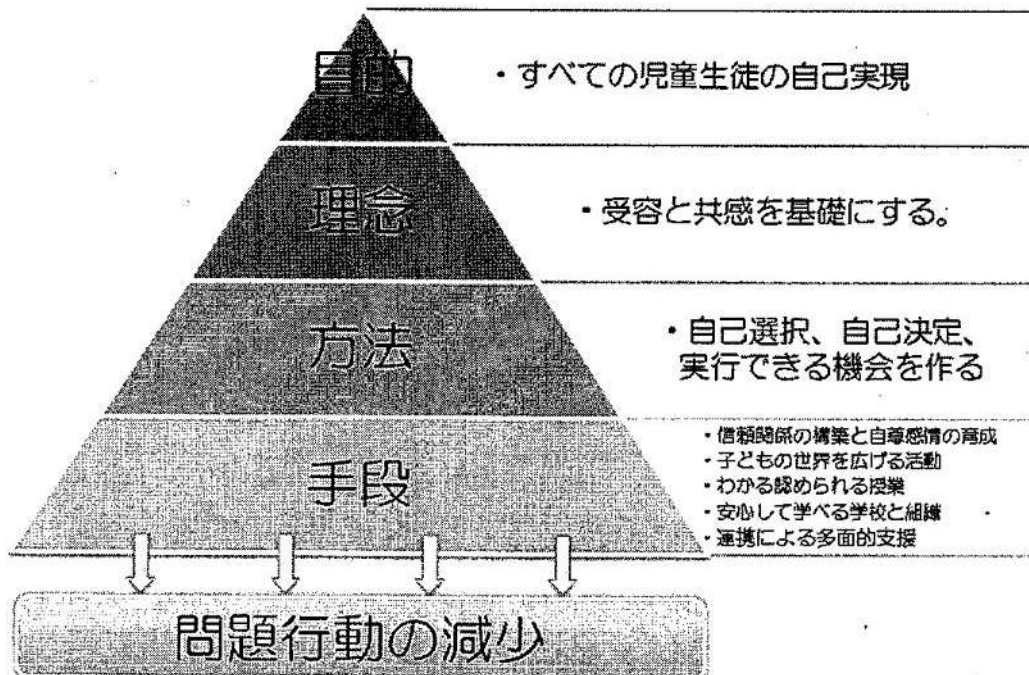 目的
・すべての児童生徒の自己実現
理念
・受容と共感を基礎にする。
方法
・自己選択、自己決定、
実行できる機会を作る
手段
・信頼関係の構築と自尊感情の育成
・子どもの世界を広げる活動
・わかる認められる授業
・安心して学べる学校と組織
・連携による多面的支援
問題行動の減少